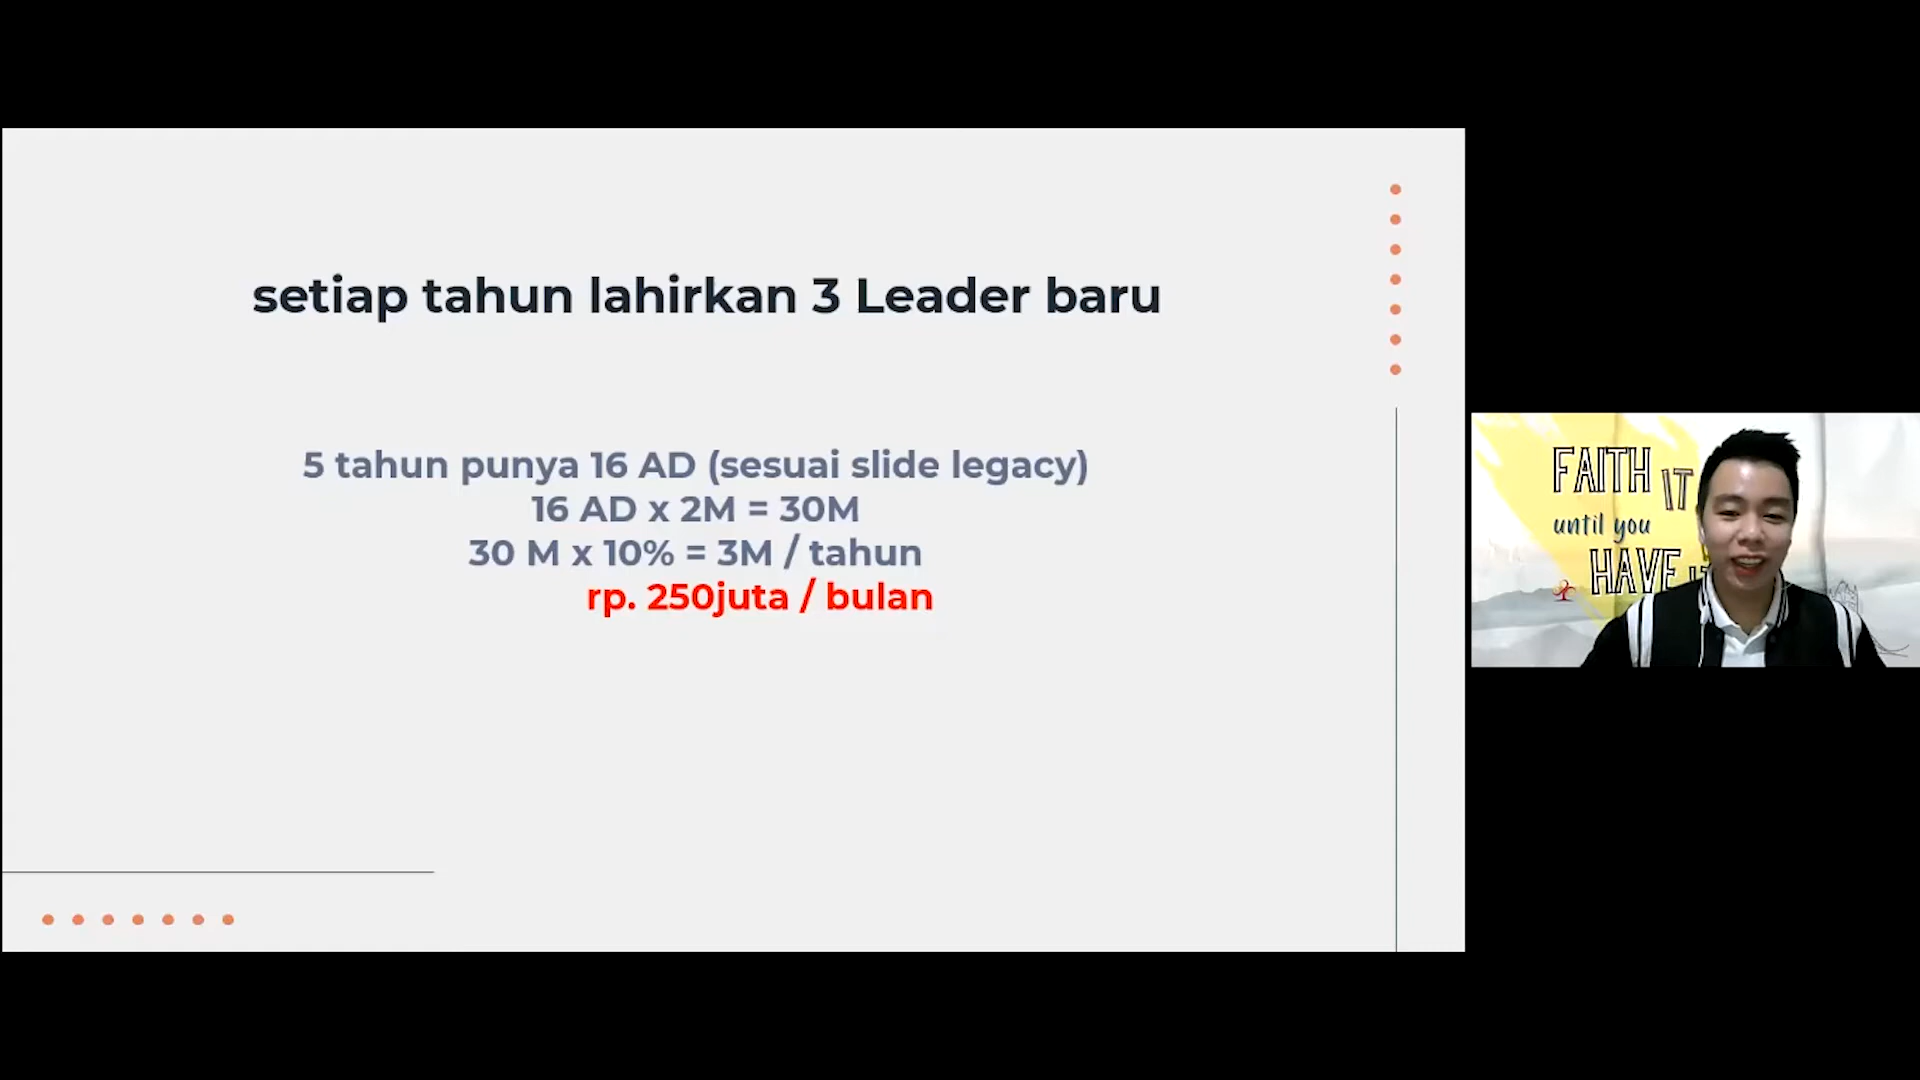 setiap tahun lahirkan 3 Leader baru
5 tahun punya 16 AD (sesuai slide legacy)
16 AD x 2M = 30M
30 M x 10% = 3M / tahun
rp. 250juta / bulan
FAITH IT
until you
HAVE